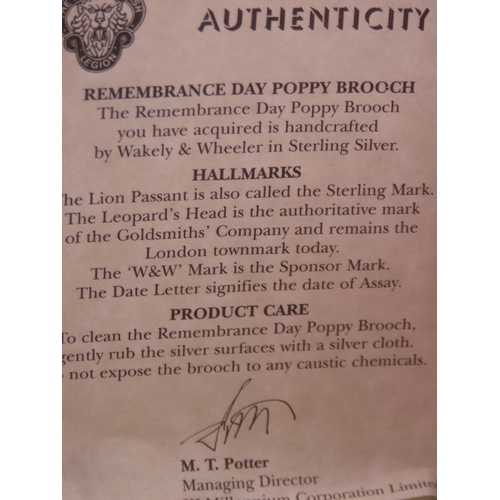 AUTHENTICITY
LEGION
REMEMBRANCE DAY POPPY BROOCH
The Remembrance Day Poppy Brooch
you have acquired is handcrafted
by Wakely & Wheeler in Sterling Silver.
HALLMARKS
The Lion Passant is also called the Sterling Mark.
The Leopard's Head is the authoritative mark
of the Goldsmiths' Company and remains the
London townmark today.
The 'W&W' Mark is the Sponsor Mark.
The Date Letter signifies the date of Assay.
PRODUCT CARE
To clean the Remembrance Day Poppy Brooch,
gently rub the silver surfaces with a silver cloth.
o not expose the brooch to any caustic chemicals.
M. T. Potter
Managing Director
Millennium Corporation Limite